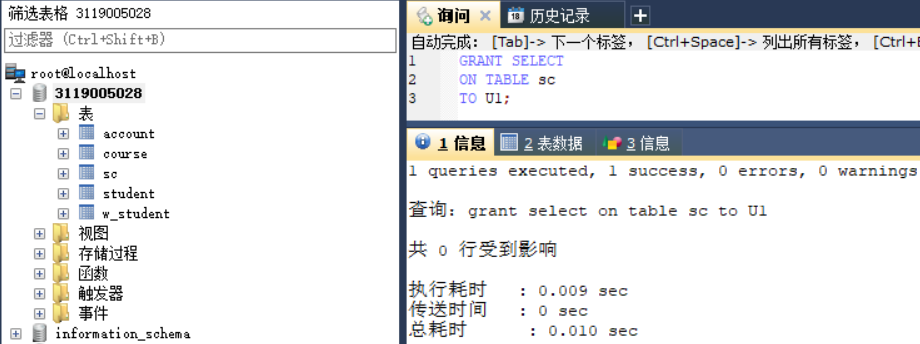 筛选表格 3119005028
过滤器 (Ctrl+Shift+B)
root@localhost
3119005028
表
account
course
sc
student
w_student
视图
存储过程
函数
触发器
事件
information_schema
询问
历史记录
自动完成: [Tab]-> 下一个标签, [Ctrl+Space]-> 列出所有标签, [Ctrl+E
1 GRANT SELECT
2 ON TABLE sc
3 TO U1;
1 信息 2 表数据 3 信息
1 queries executed, 1 success, 0 errors, 0 warnings
查询: grant select on table sc to U1
共 0 行受到影响
执行耗时 : 0.009 sec
传送时间 : 0 sec
总耗时 : 0.010 sec